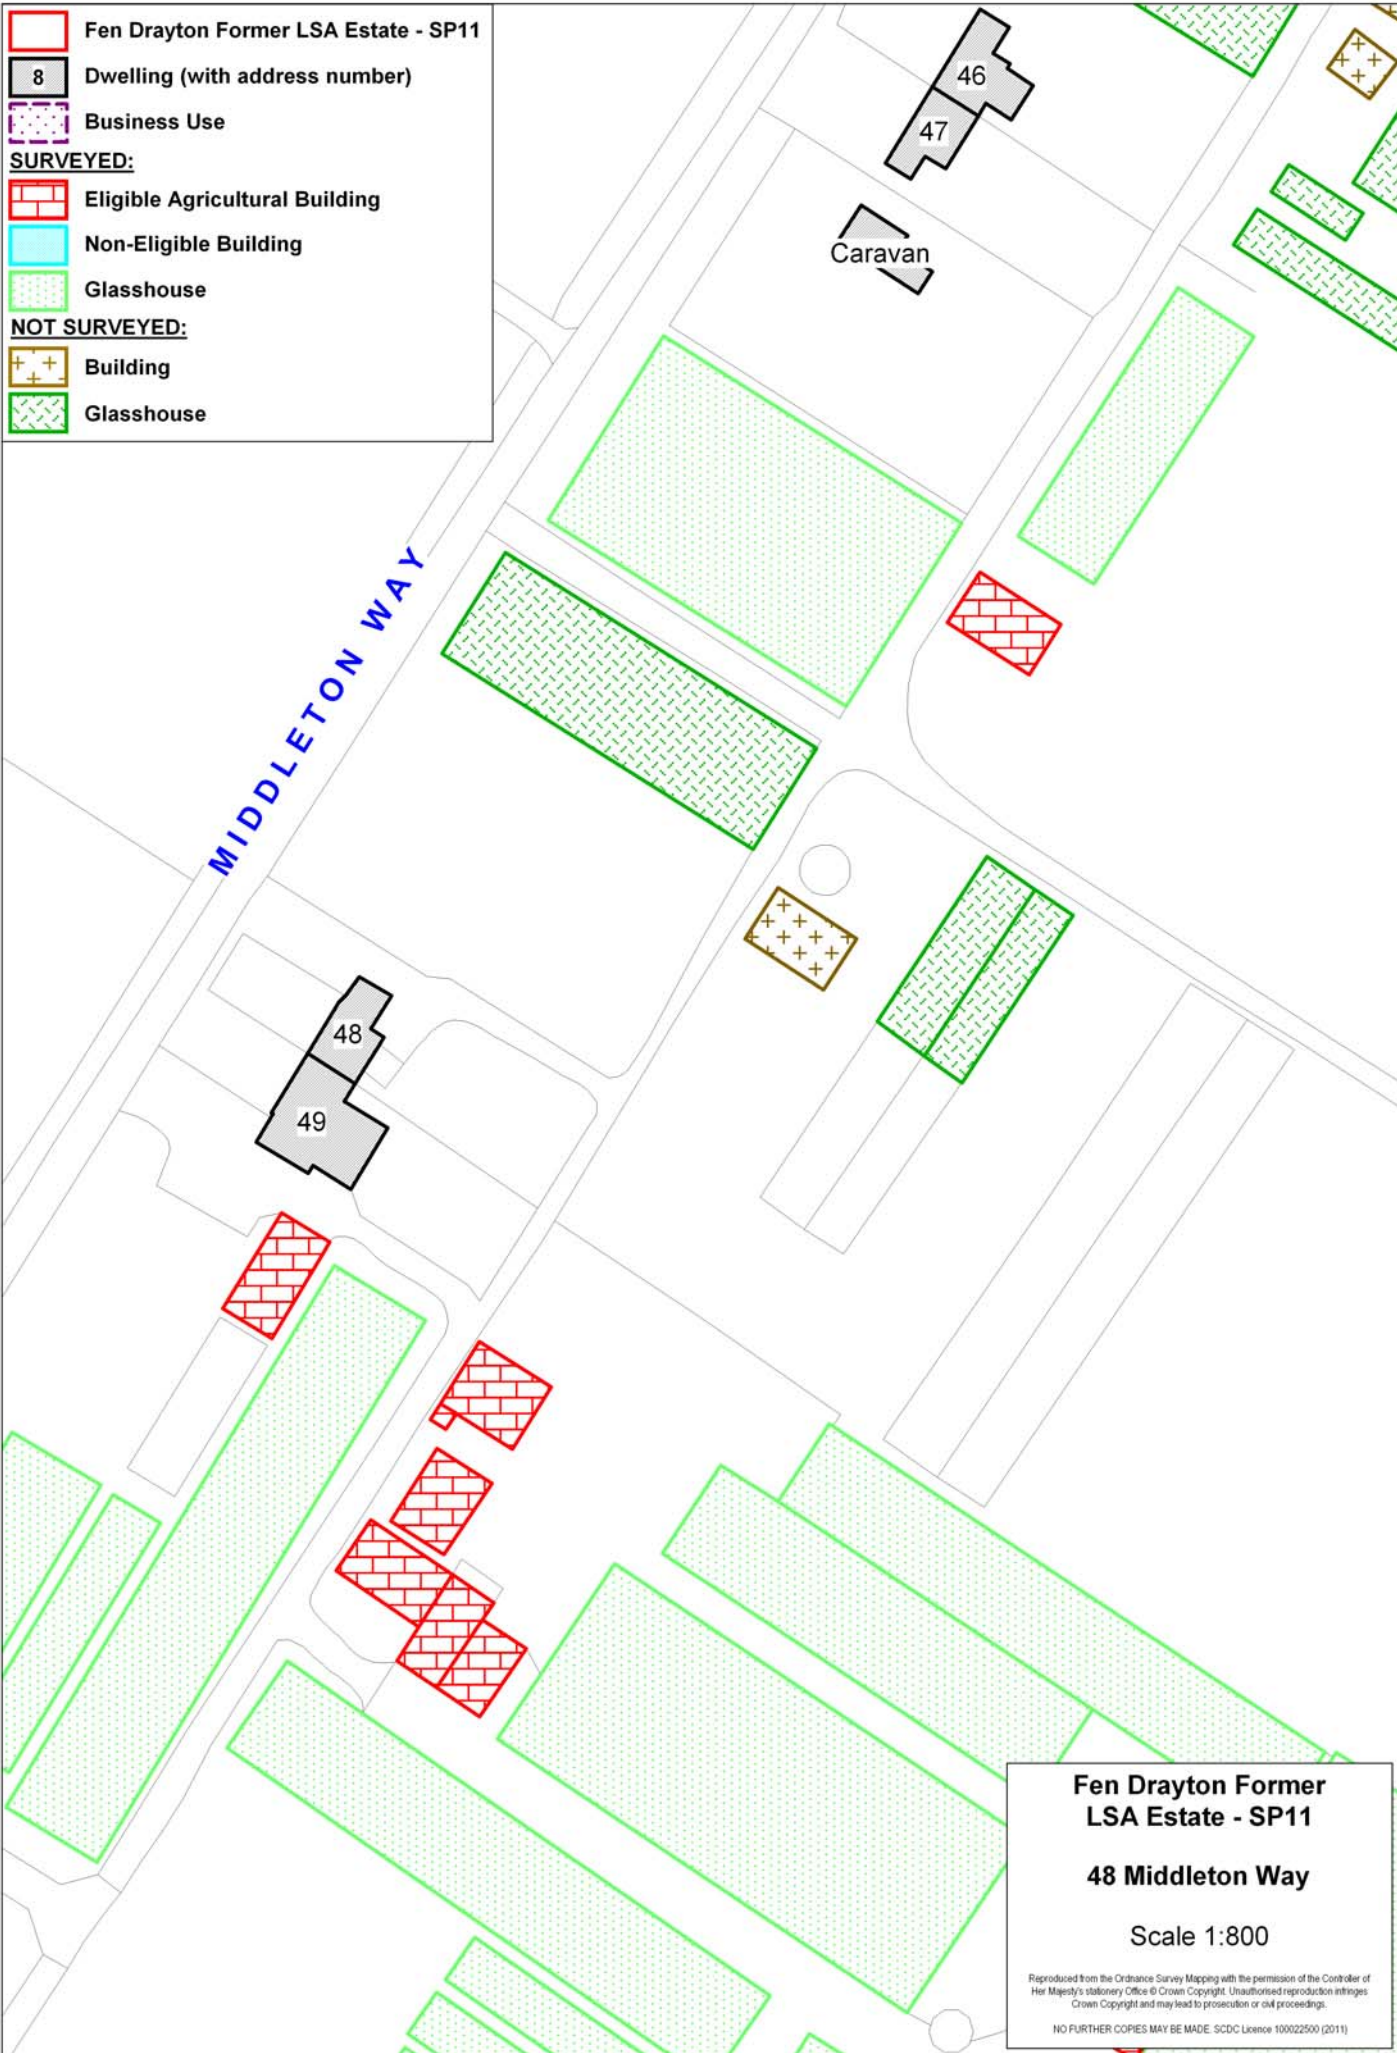 Fen Drayton Former LSA Estate - SP11
8 Dwelling (with address number)
Business Use
SURVEYED:
Eligible Agricultural Building
Non-Eligible Building
Glasshouse
NOT SURVEYED:
Building
Glasshouse
46
47
Caravan
MIDDLETON WAY
48
49
Fen Drayton Former
LSA Estate - SP11
48 Middleton Way
Scale 1:800
Reproduced from the Ordnance Survey Mapping with the permission of the Controller of
Her Majesty's stationery Office © Crown Copyright. Unauthorised reproduction infringes
Crown Copyright and may lead to prosecution or civil proceedings.
NO FURTHER COPIES MAY BE MADE. SCDC Licence 100022500 (2011)